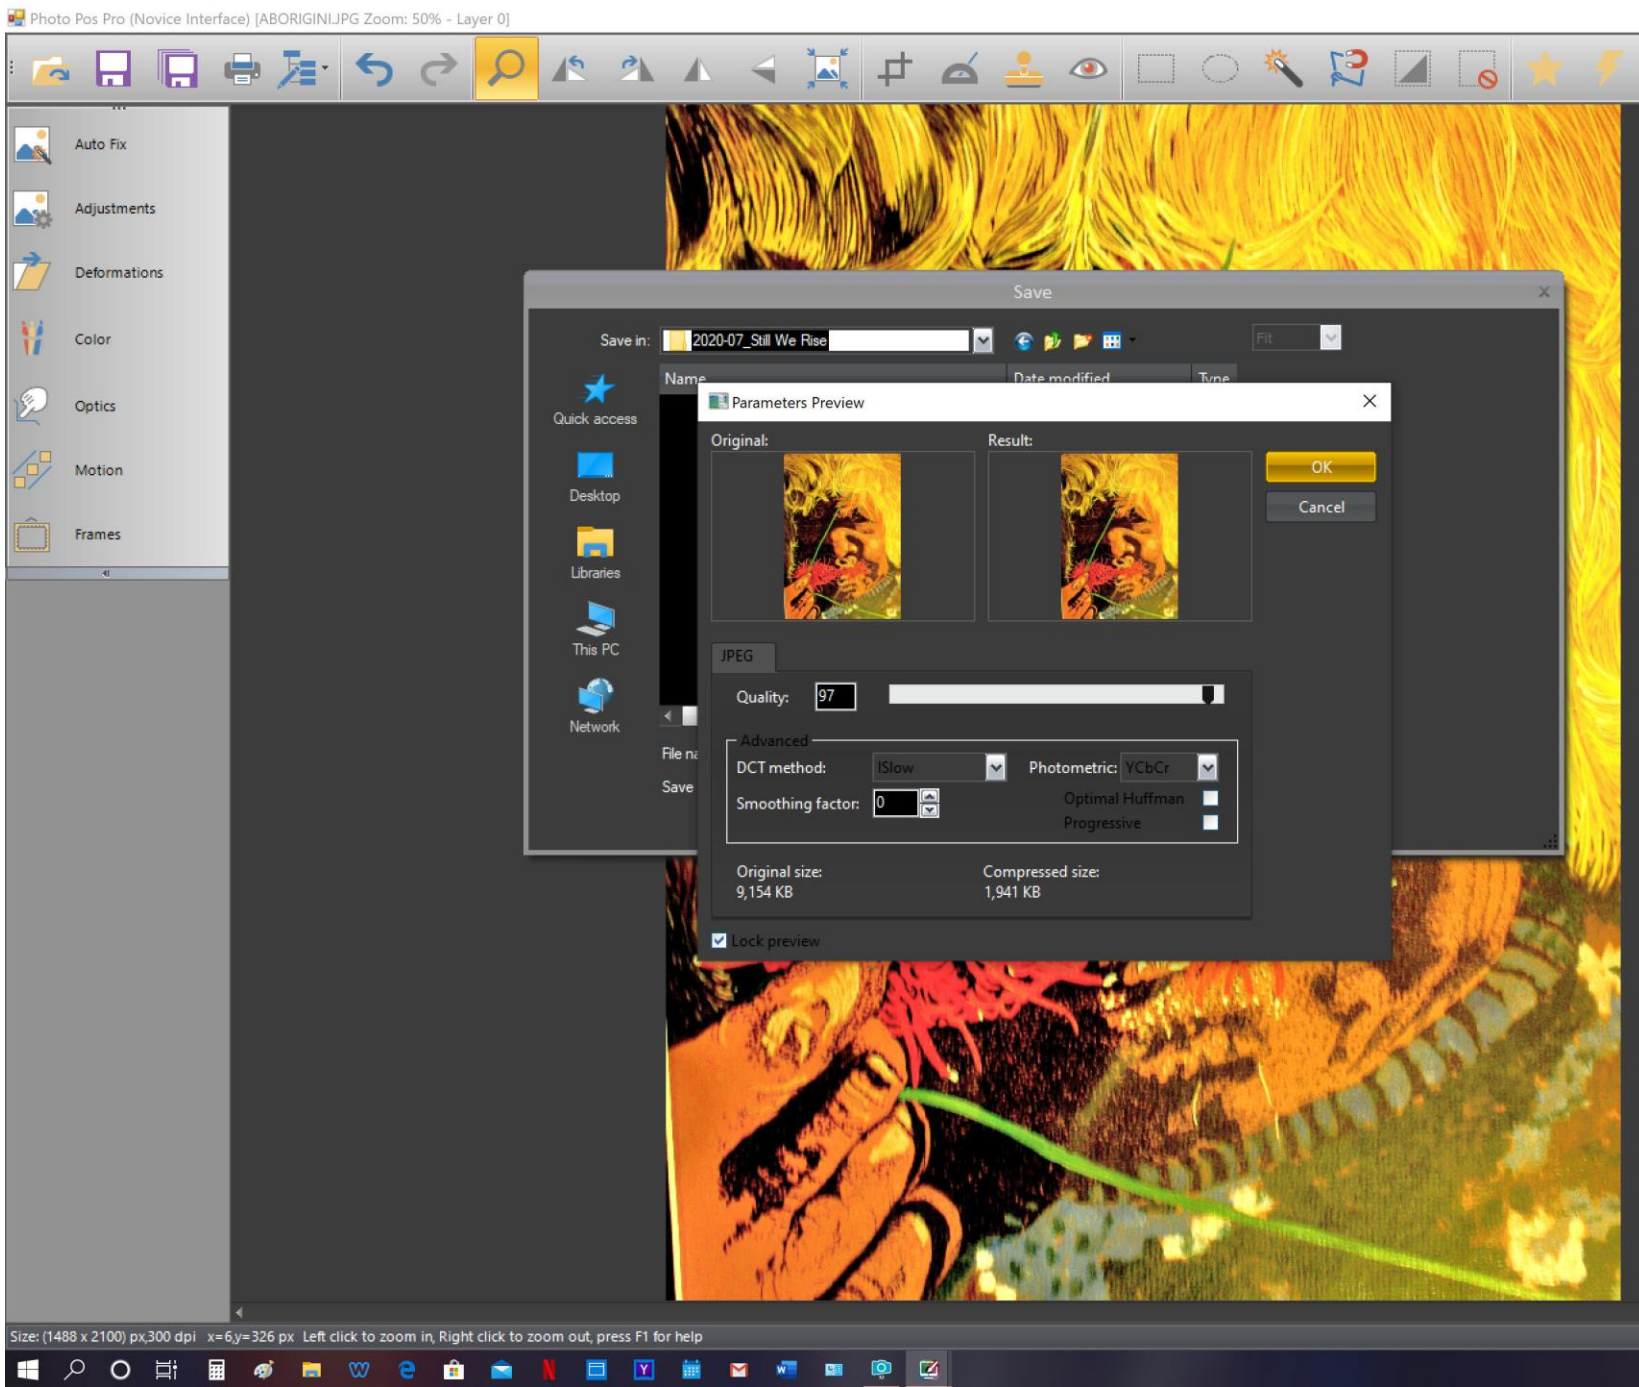 Photo Pos Pro (Novice Interface) [ABORIGINI.JPG Zoom: 50% - Layer 0]
Auto Fix
Adjustments
Deformations
Color
Optics
Motion
Frames
Save
Save in: 2020-07_Still We Rise
Fit
Name Date modified Type
Quick access
Desktop
Libraries
This PC
Network
File na
Save
Parameters Preview
Original: Result:
OK
Cancel
JPEG
Quality: 97
Advanced
DCT method: ISlow Photometric: YCbCr
Smoothing factor: 0 Optimal Huffman
Progressive
Original size: Compressed size:
9,154 KB 1,941 KB
Lock preview
Size: (1488 x 2100) px,300 dpi x=6,y=326 px Left click to zoom in, Right click to zoom out, press F1 for help